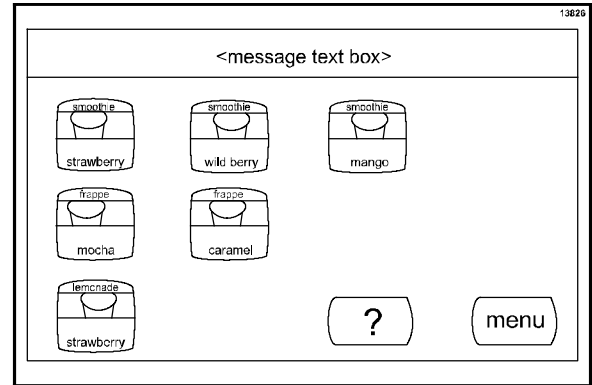 13826
<message text box>
smoothie smoothie smoothie
strawberry wild berry mango
frappe frappe
mocha caramel
lemonade
strawberry
? menu